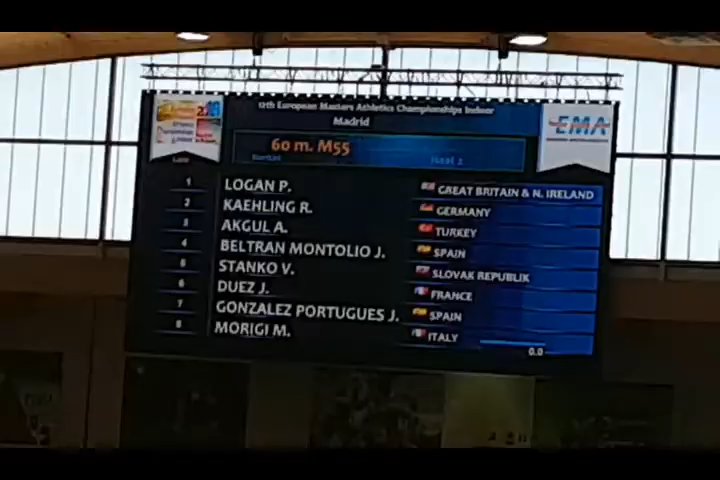 12th European Masters Athletics Championships Indoor
Madrid
EMA
60 m. M55
Heat 2
Lane
1 LOGAN P. GREAT BRITAIN & N. IRELAND
2 KAEHLING R. GERMANY
3 AKGUL A. TURKEY
4 BELTRAN MONTOLIO J. SPAIN
5 STANKO V. SLOVAK REPUBLIK
6 DUEZ J. FRANCE
7 GONZALEZ PORTUGUES J. SPAIN
8 MORIGI M. ITALY
0.0